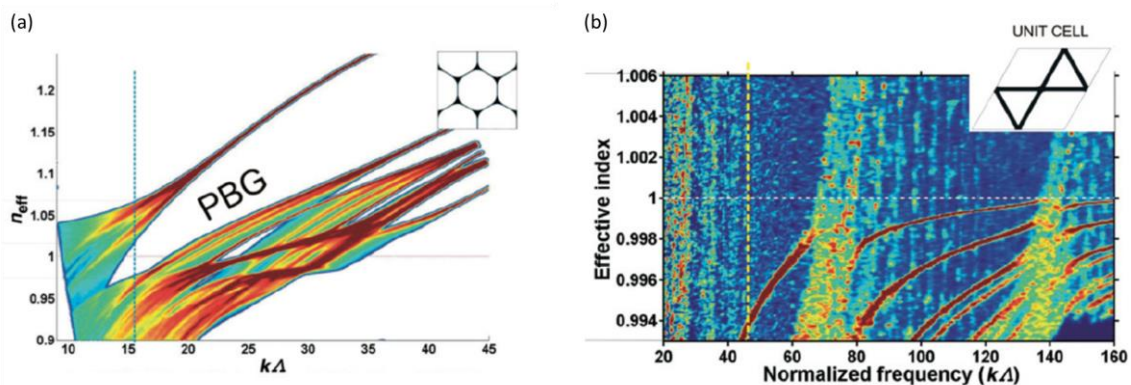 (a)
1.2
1.15
1.1
1.05
1
0.95
0.9
n_eff
PBG
10 15 20 25 30 35 40 45
kΛ
(b)
UNIT CELL
1.006
1.004
1.002
1
0.998
0.996
0.994
Effective index
20 40 60 80 100 120 140 160
Normalized frequency (kΛ)